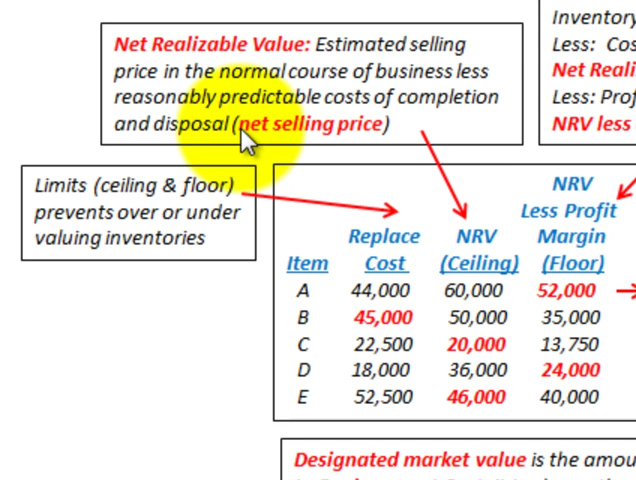 Net Realizable Value: Estimated selling
price in the normal course of business less
reasonably predictable costs of completion
and disposal (net selling price)
Inventory
Less: Cos
Net Reali
Less: Prof
NRV less
Limits (ceiling & floor)
prevents over or under
valuing inventories
NRV
Less Profit
Replace NRV Margin
Item Cost (Ceiling) (Floor)
A 44,000 60,000 52,000
B 45,000 50,000 35,000
C 22,500 20,000 13,750
D 18,000 36,000 24,000
E 52,500 46,000 40,000
Designated market value is the amou